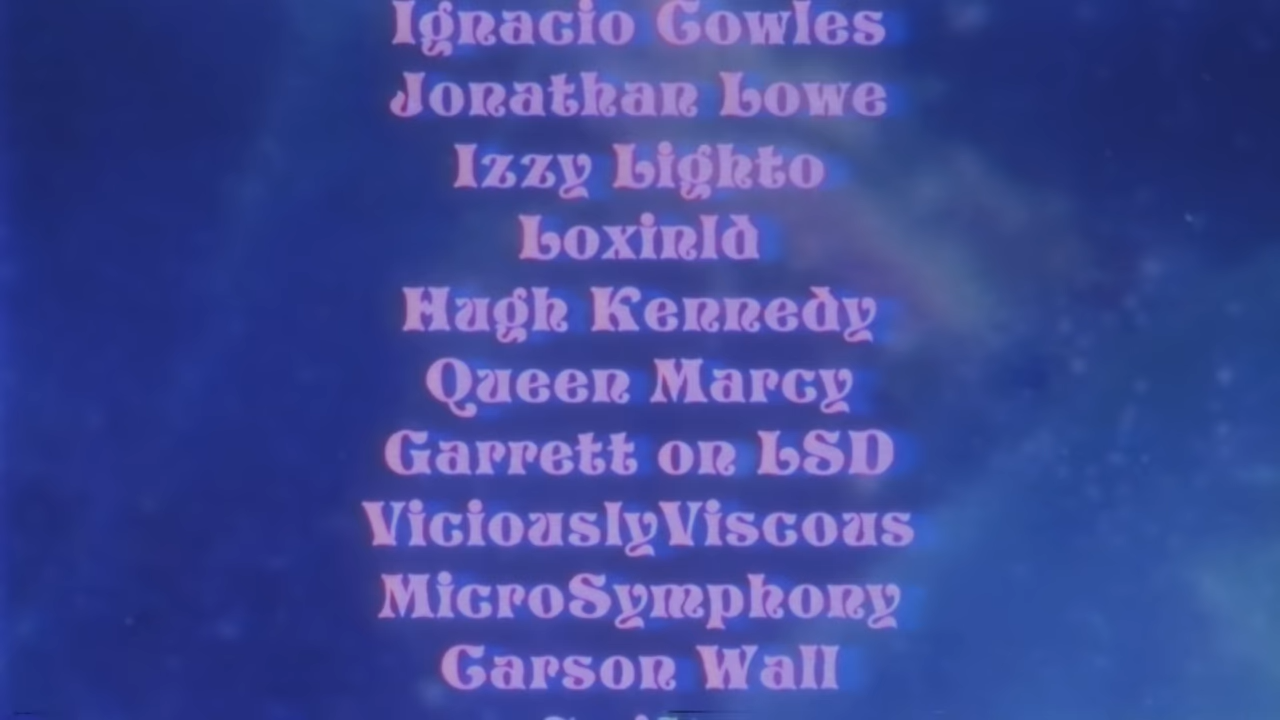 Ignacio Cowles
Jonathan Lowe
Izzy Lighto
Loxinld
Hugh Kennedy
Queen Marcy
Garrett on LSD
ViciouslyViscous
MicroSymphony
Carson Wall